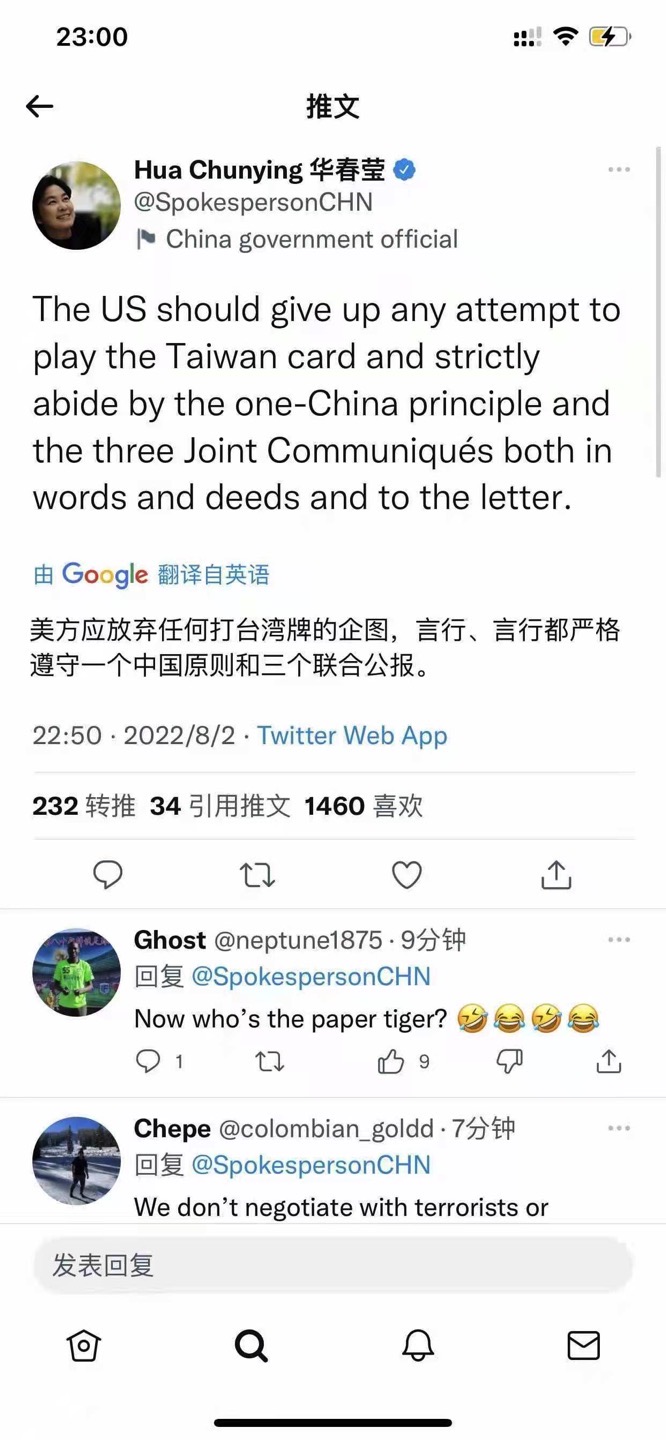 23:00
推文
Hua Chunying 华春莹
@SpokespersonCHN
China government official
The US should give up any attempt to
play the Taiwan card and strictly
abide by the one-China principle and
the three Joint Communiqués both in
words and deeds and to the letter.
由 Google 翻译自英语
美方应放弃任何打台湾牌的企图，言行、言行都严格
遵守一个中国原则和三个联合公报。
22:50 · 2022/8/2 · Twitter Web App
232 转推 34 引用推文 1460 喜欢
Ghost @neptune1875 · 9分钟
回复 @SpokespersonCHN
Now who’s the paper tiger? 🤣😂🤣😂
1 9
Chepe @colombian_goldd · 7分钟
回复 @SpokespersonCHN
We don’t negotiate with terrorists or
发表回复